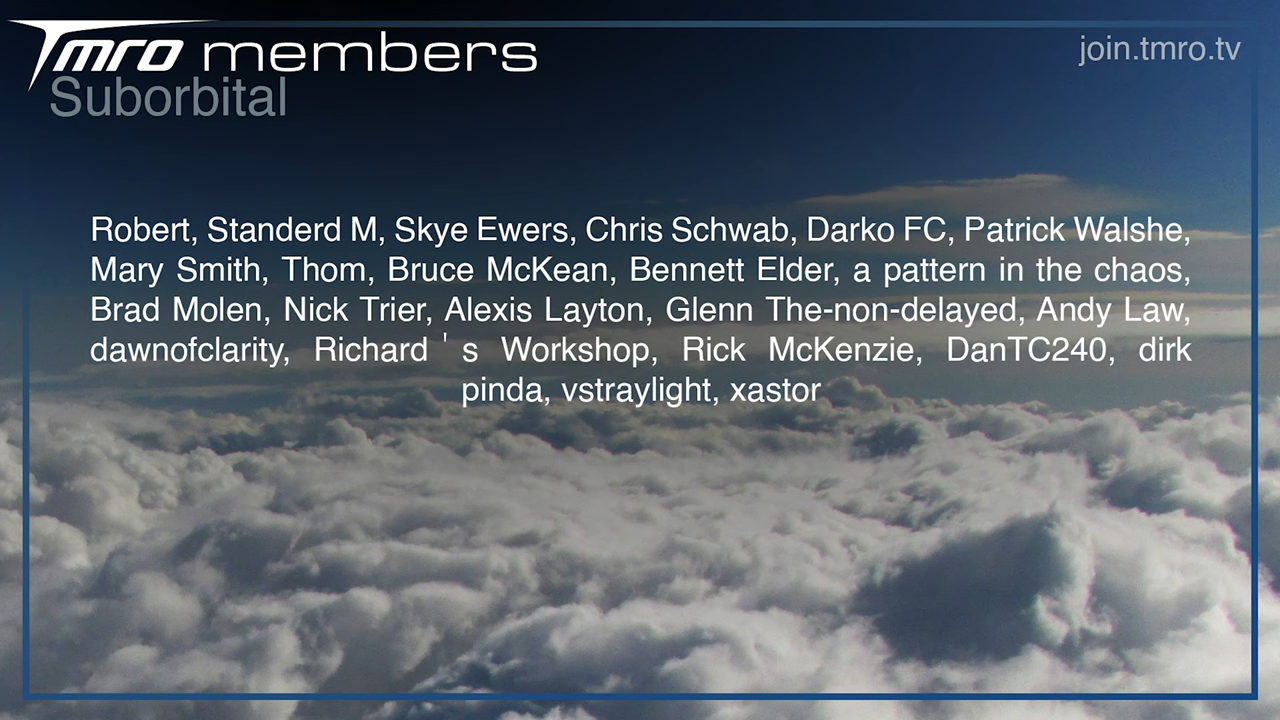 Tmro members
join.tmro.tv
Suborbital
Robert, Standerd M, Skye Ewers, Chris Schwab, Darko FC, Patrick Walshe,
Mary Smith, Thom, Bruce McKean, Bennett Elder, a pattern in the chaos,
Brad Molen, Nick Trier, Alexis Layton, Glenn The-non-delayed, Andy Law,
dawnofclarity, Richard ' s Workshop, Rick McKenzie, DanTC240, dirk
pinda, vstraylight, xastor